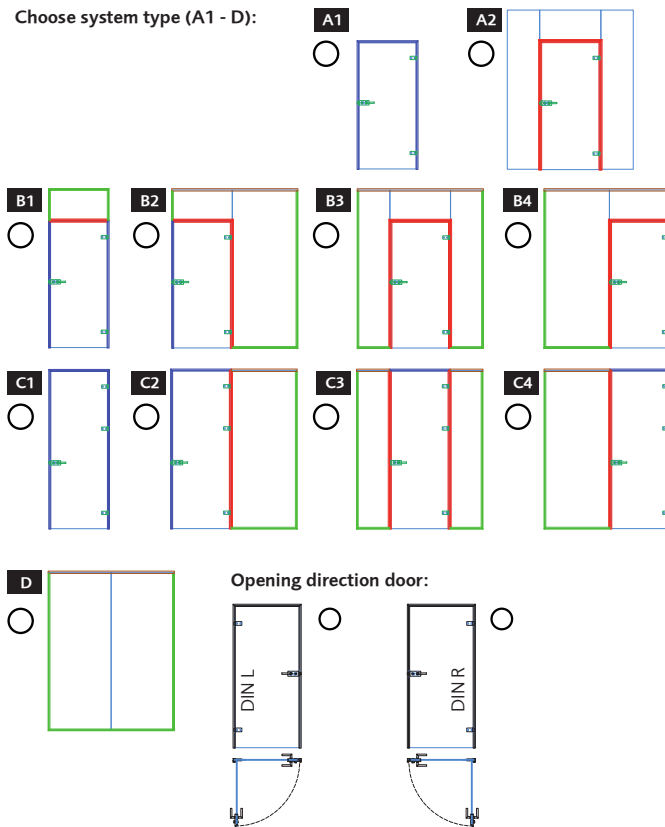 Choose system type (A1 - D):
A1
A2
B1
B2
B3
B4
C1
C2
C3
C4
D
Opening direction door:
DIN L
DIN R